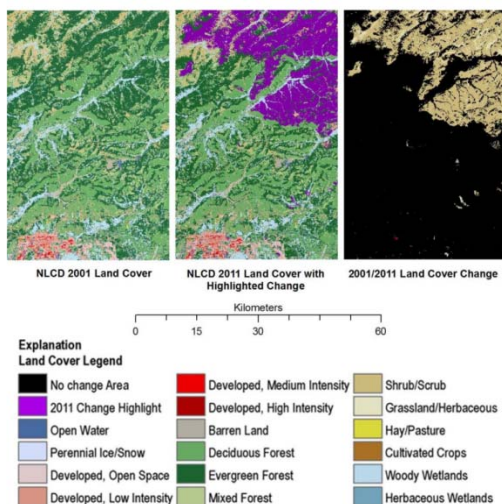 NLCD 2001 Land Cover
NLCD 2011 Land Cover with
Highlighted Change
2001/2011 Land Cover Change
Kilometers
0 15 30 60
Explanation
Land Cover Legend
No change Area
2011 Change Highlight
Open Water
Perennial Ice/Snow
Developed, Open Space
Developed, Low Intensity
Developed, Medium Intensity
Developed, High Intensity
Barren Land
Deciduous Forest
Evergreen Forest
Mixed Forest
Shrub/Scrub
Grassland/Herbaceous
Hay/Pasture
Cultivated Crops
Woody Wetlands
Herbaceous Wetlands